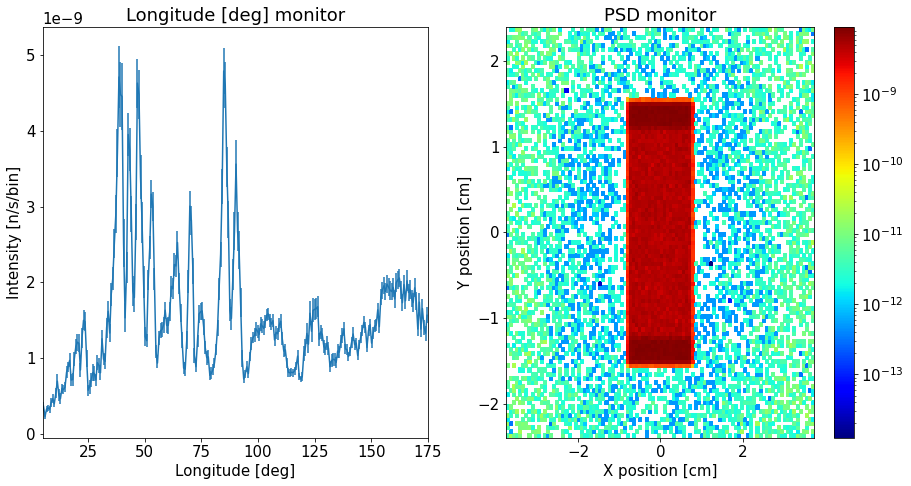 Longitude [deg] monitor
1e−9
5
4
3
2
1
0
Intensity [n/s/bin]
25 50 75 100 125 150 175
Longitude [deg]
PSD monitor
2
1
0
−1
−2
Y position [cm]
−2 0 2
X position [cm]
10⁻⁹
10⁻¹⁰
10⁻¹¹
10⁻¹²
10⁻¹³